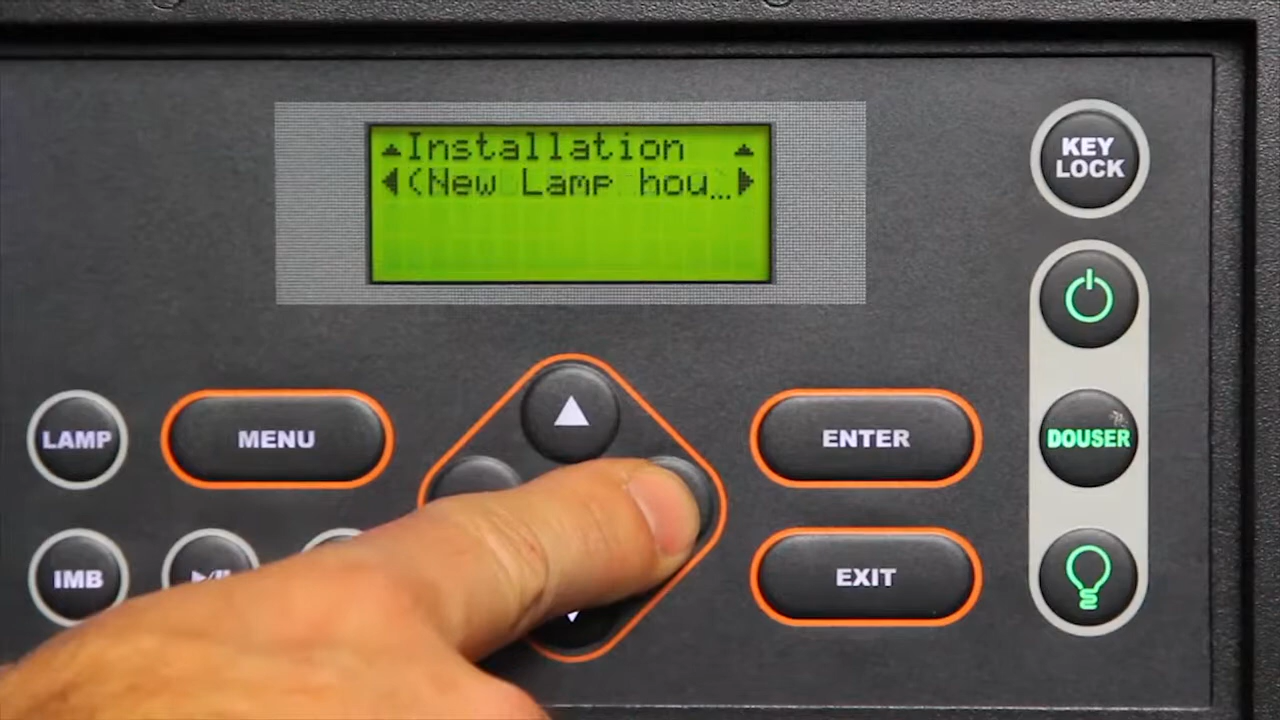 Installation
(New Lamp hou…
KEY
LOCK
LAMP
MENU
ENTER
DOUSER
IMB
EXIT